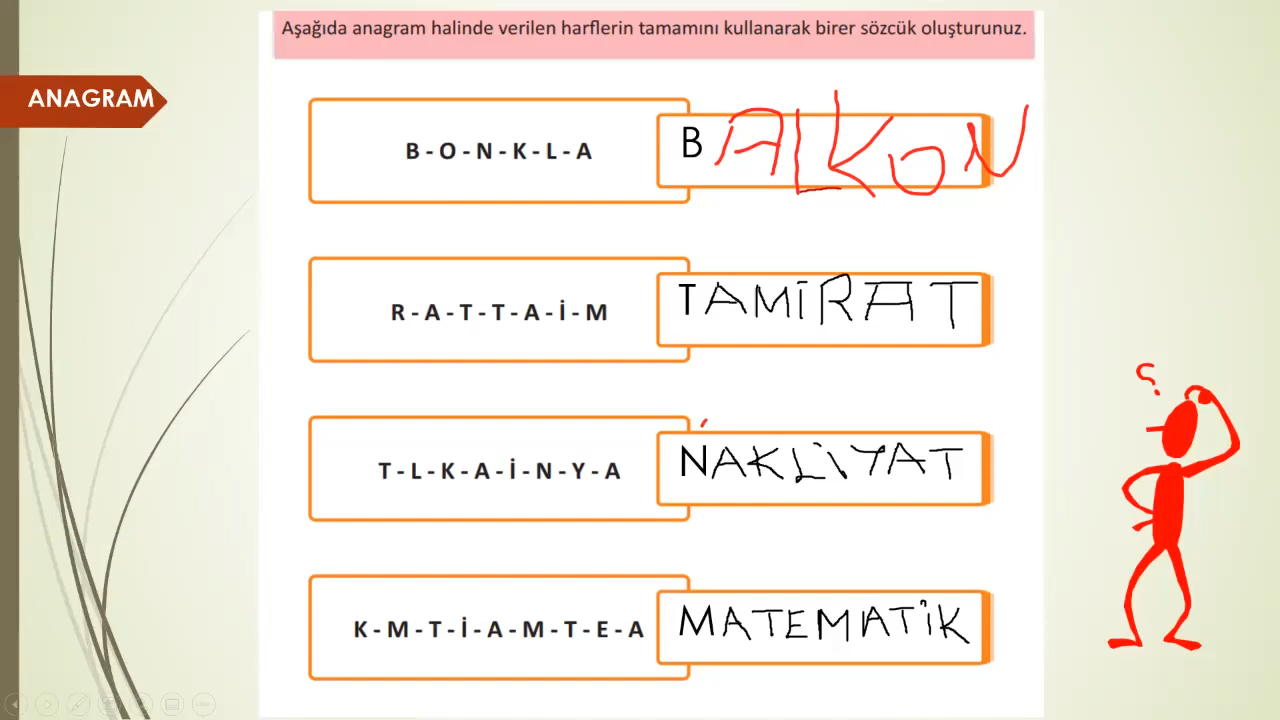 Aşağıda anagram halinde verilen harflerin tamamını kullanarak birer sözcük oluşturunuz.
ANAGRAM
B - O - N - K - L - A
BALKON
R - A - T - T - A - İ - M
TAMİRAT
T - L - K - A - İ - N - Y - A
NAKLİYAT
K - M - T - İ - A - M - T - E - A
MATEMATİK
?